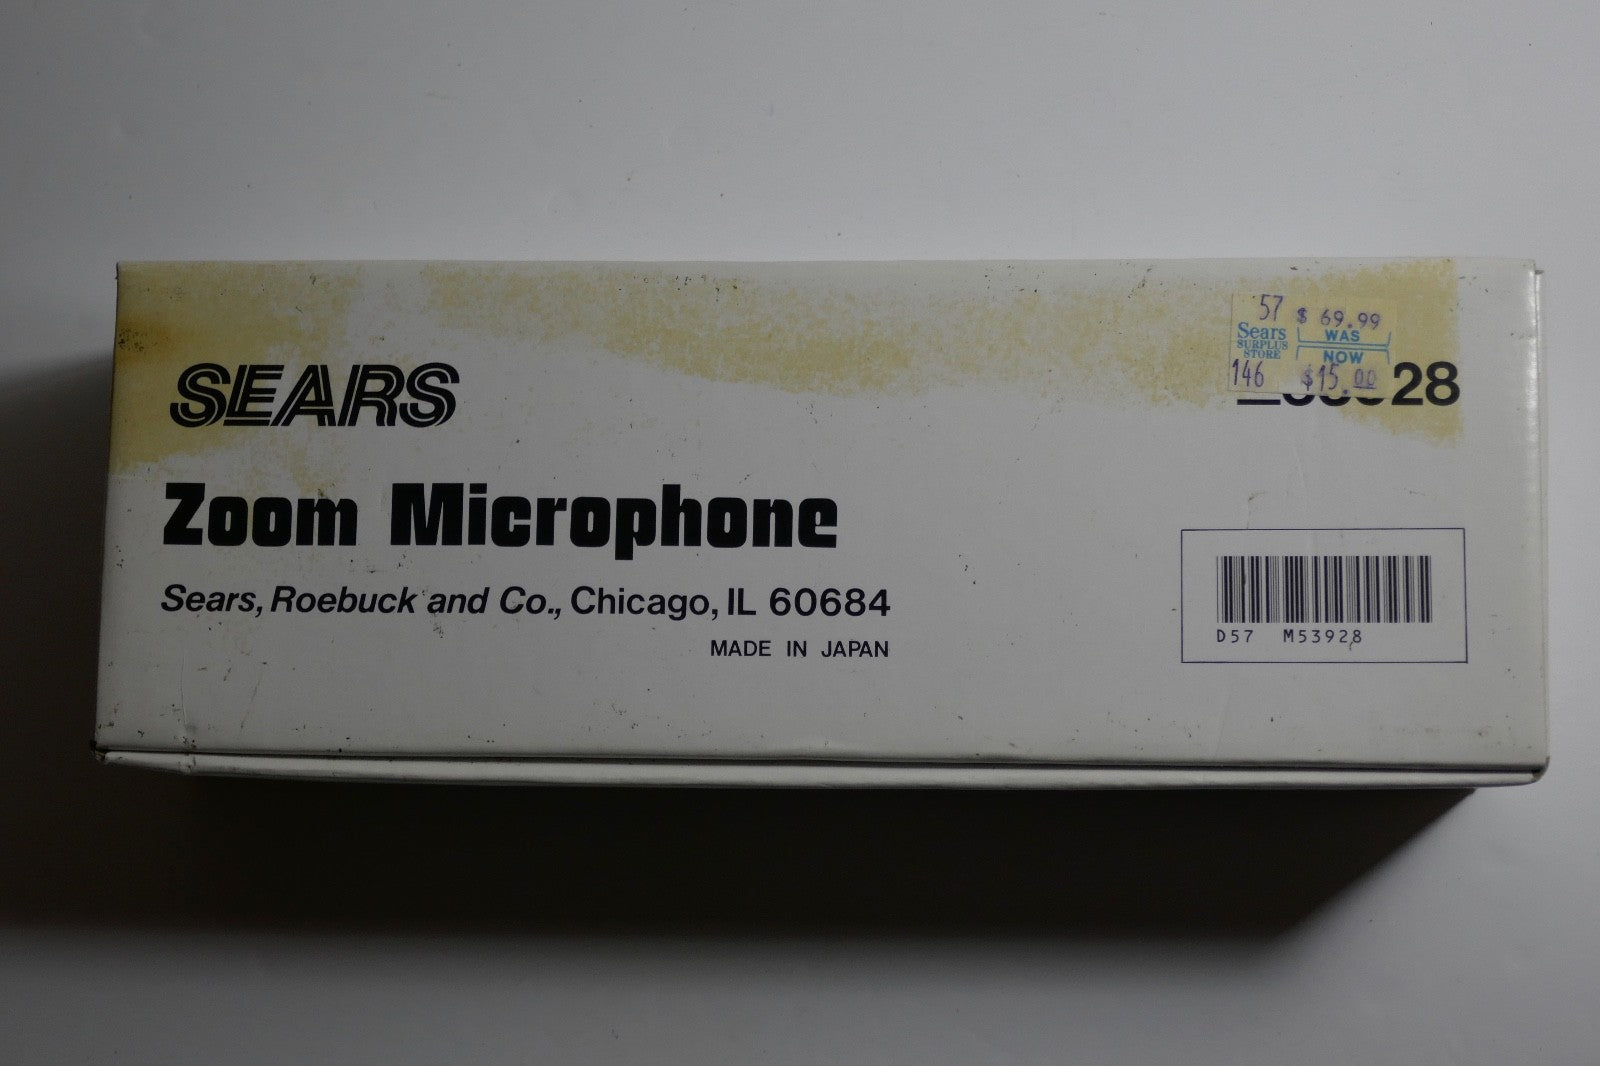 SEARS
57 $ 69.99
Sears WAS
SURPLUS
STORE NOW
146 $15.00
28
Zoom Microphone
Sears, Roebuck and Co., Chicago, IL 60684
MADE IN JAPAN
D57 M53928